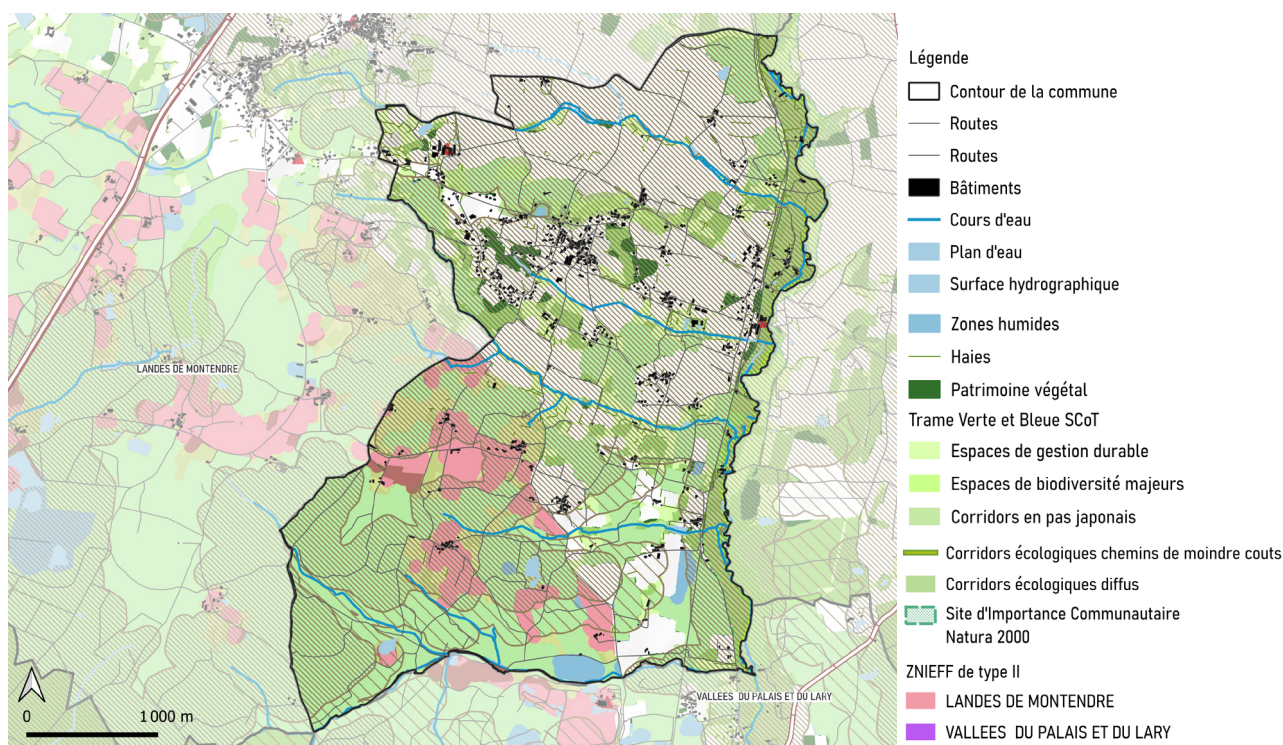 LANDES DE MONTENDRE
VALLEES DU PALAIS ET DU LARY
0 1 000 m
Légende
Contour de la commune
Routes
Routes
Bâtiments
Cours d'eau
Plan d'eau
Surface hydrographique
Zones humides
Haies
Patrimoine végétal
Trame Verte et Bleue SCoT
Espaces de gestion durable
Espaces de biodiversité majeurs
Corridors en pas japonais
Corridors écologiques chemins de moindre couts
Corridors écologiques diffus
Site d'Importance Communautaire
Natura 2000
ZNIEFF de type II
LANDES DE MONTENDRE
VALLEES DU PALAIS ET DU LARY